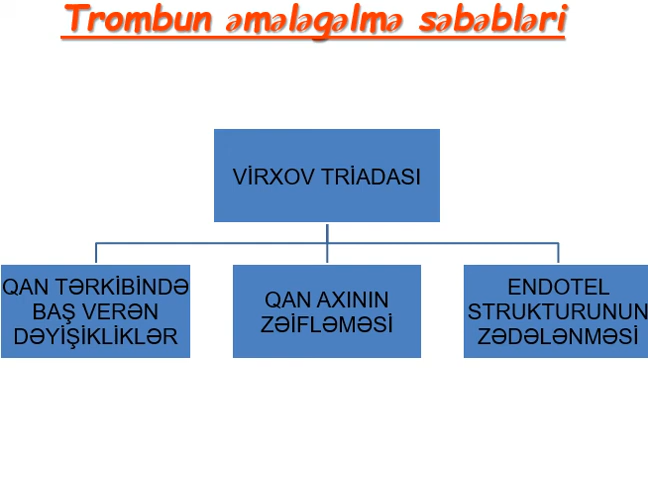 Trombun əmələgəlmə səbəbləri
VİRXOV TRİADASI
QAN TƏRKİBİNDƏ
BAŞ VERƏN
DƏYİŞİKLİKLƏR
QAN AXININ
ZƏİFLƏMƏSİ
ENDOTEL
STRUKTURUNUN
ZƏDƏLƏNMƏSİ